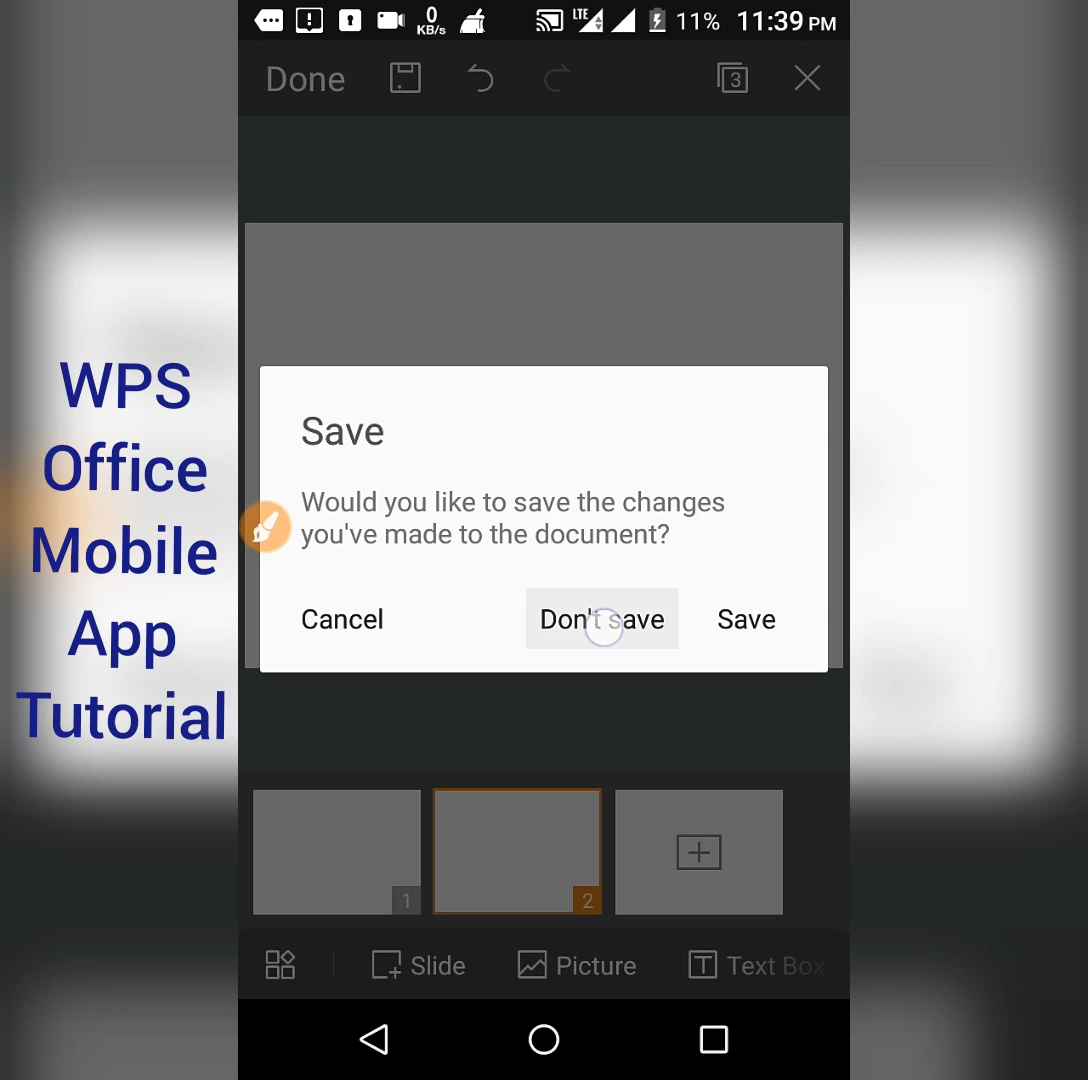 0
KB/s
LTE
11%
11:39 PM
Done
3
WPS
Office
Mobile
App
Tutorial
Save
Would you like to save the changes
you've made to the document?
Cancel
Don't save
Save
1
2
Slide
Picture
Text Box